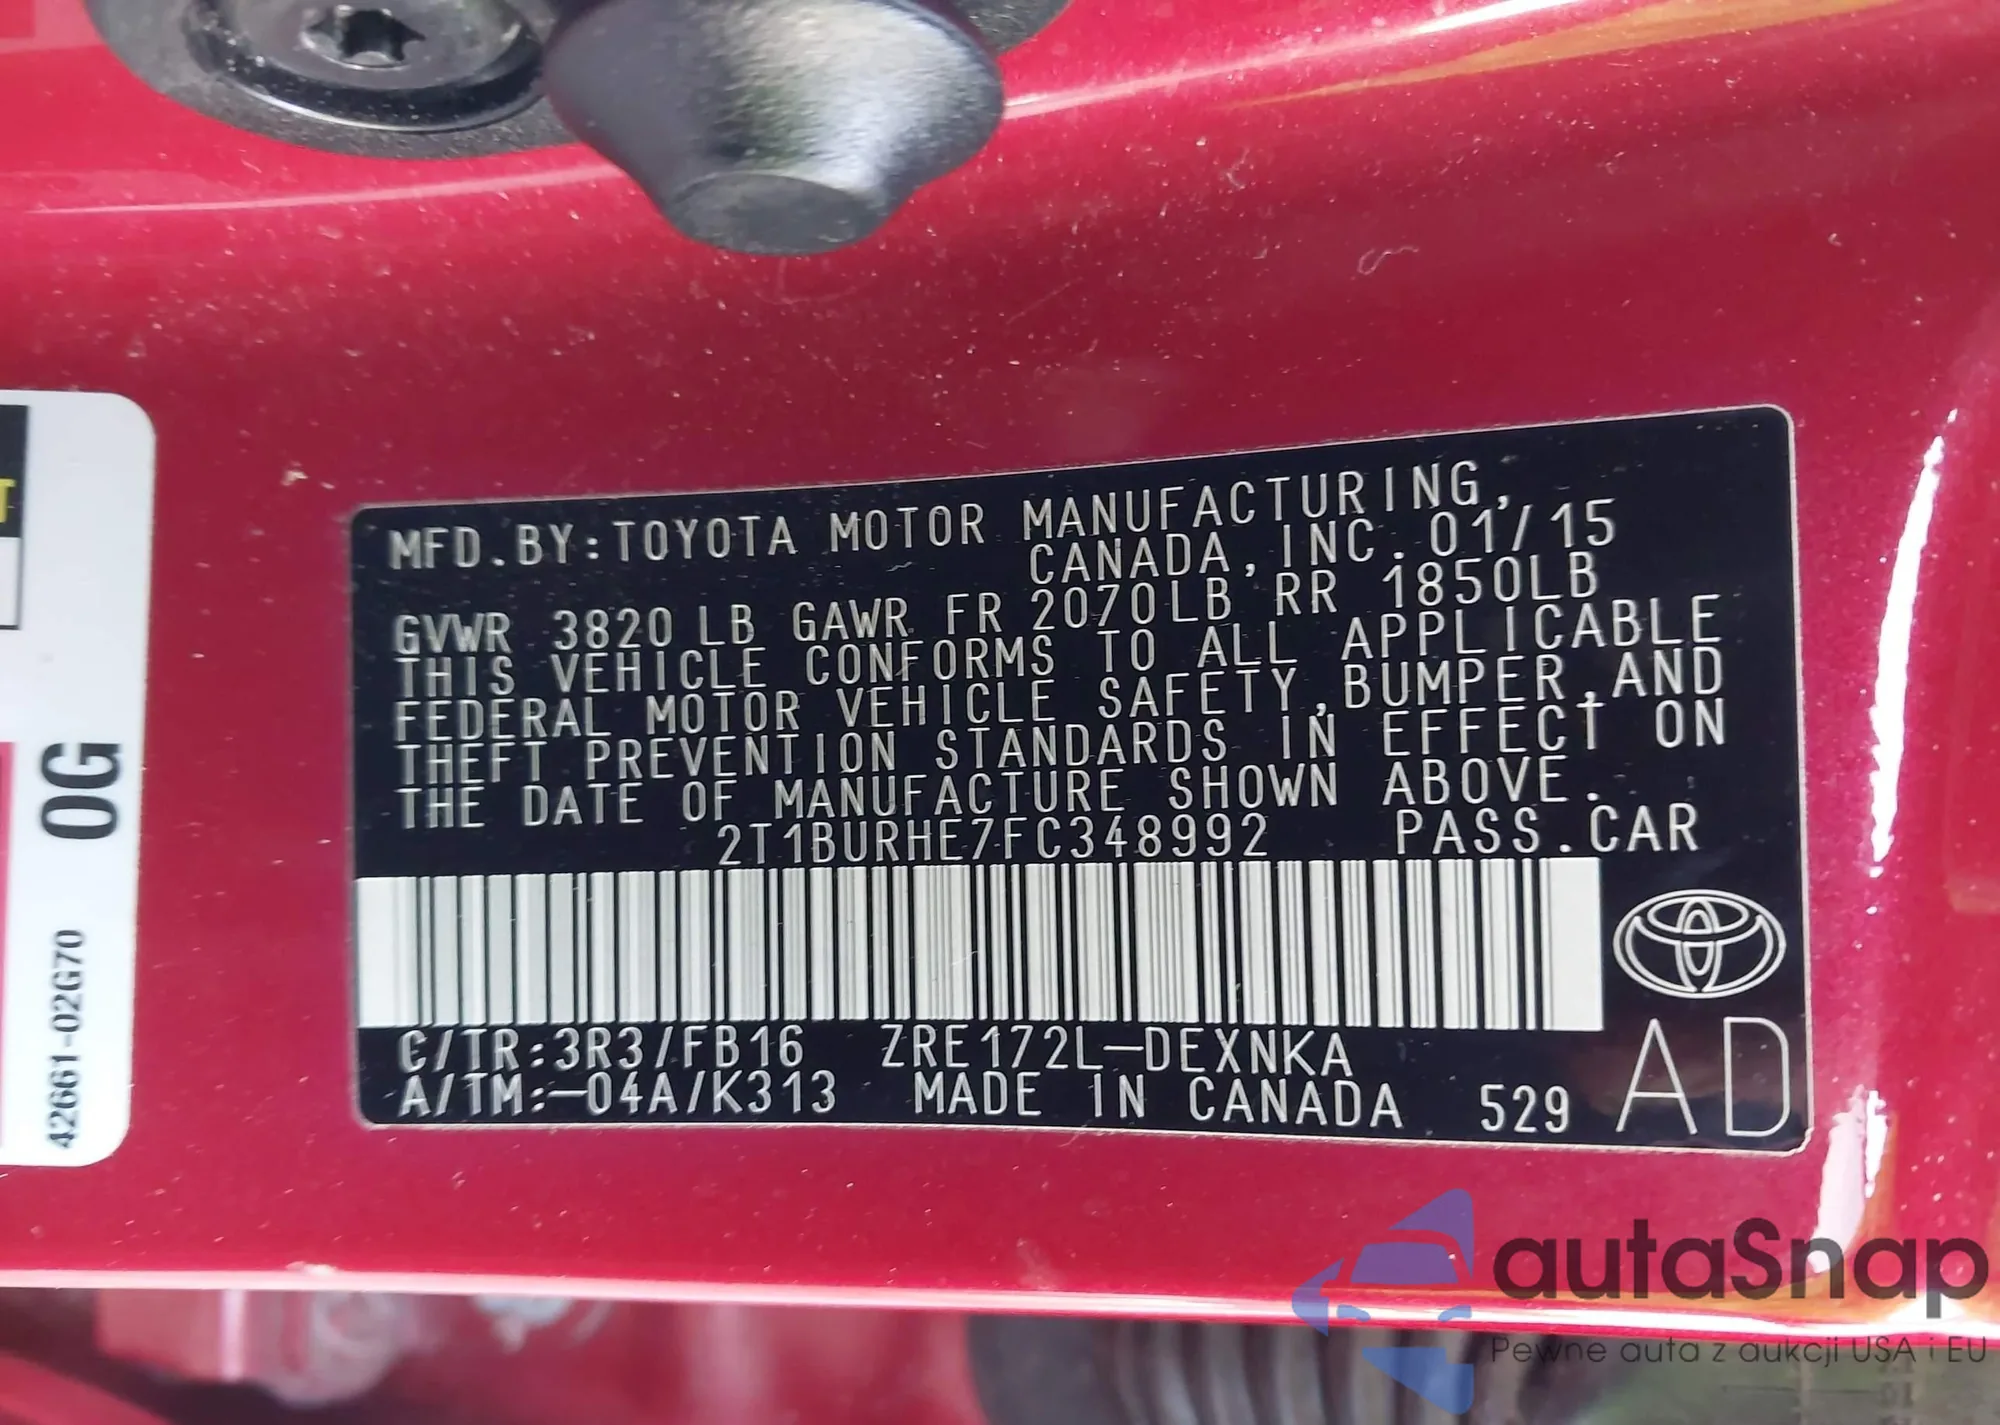 MFD.BY:TOYOTA MOTOR MANUFACTURING,
CANADA,INC.01/15
GVWR 3820LB GAWR FR 2070LB RR 1850LB
THIS VEHICLE CONFORMS TO ALL APPLICABLE
FEDERAL MOTOR VEHICLE SAFETY,BUMPER,AND
THEFT PREVENTION STANDARDS IN EFFECT ON
THE DATE OF MANUFACTURE SHOWN ABOVE.
2T1BURHE7FC348992 PASS.CAR
C/TR:3R3/FB16 ZRE172L-DEXNKA
A/TM:-04A/K313 MADE IN CANADA 529
AD
0G
42661-02G70
T
autaSnap
Pewne auta z aukcji USA i EU